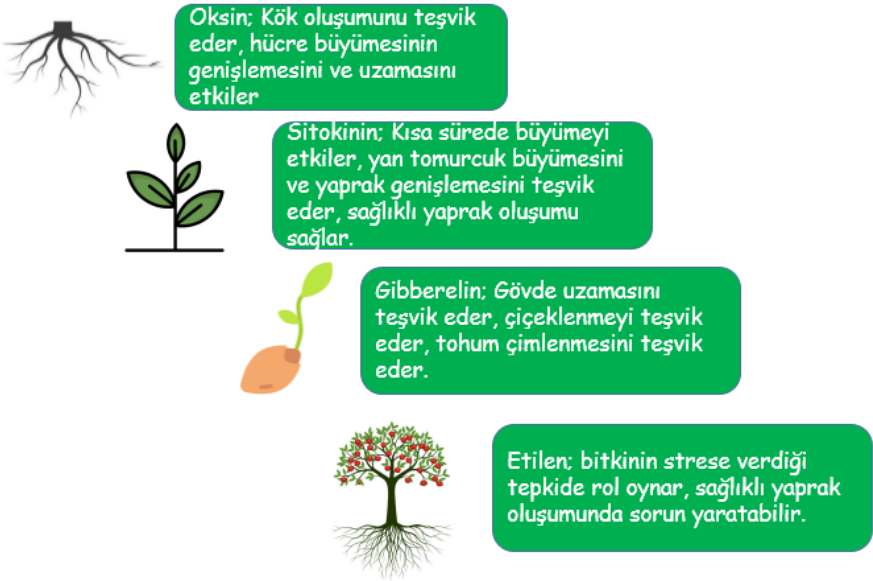 Oksin; Kök oluşumunu teşvik
eder, hücre büyümesinin
genişlemesini ve uzamasını
etkiler
Sitokinin; Kısa sürede büyümeyi
etkiler, yan tomurcuk büyümesini
ve yaprak genişlemesini teşvik
eder, sağlıklı yaprak oluşumu
sağlar.
Gibberelin; Gövde uzamasını
teşvik eder, çiçeklenmeyi teşvik
eder, tohum çimlenmesini teşvik
eder.
Etilen; bitkinin strese verdiği
tepkide rol oynar, sağlıklı yaprak
oluşumunda sorun yaratabilir.